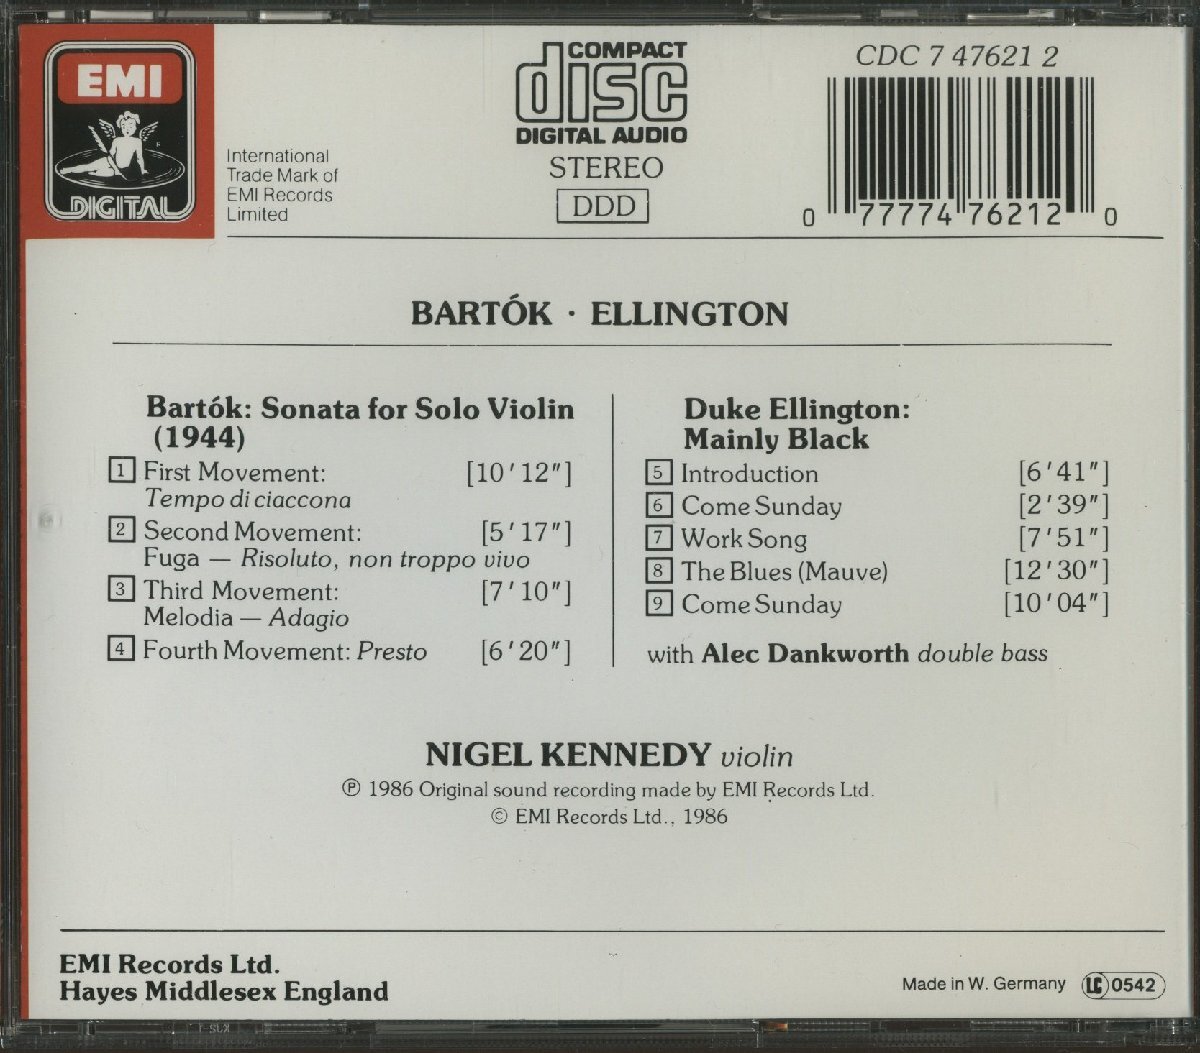 EMI
DIGITAL
International
Trade Mark of
EMI Records
Limited
COMPACT
disc
DIGITAL AUDIO
STEREO
DDD
CDC 7 47621 2
0 77774 76212 0
BARTÓK · ELLINGTON
Bartók: Sonata for Solo Violin
(1944)
1 First Movement: [10'12"]
Tempo di ciaccona
2 Second Movement: [5'17"]
Fuga — Risoluto, non troppo vivo
3 Third Movement: [7'10"]
Melodia — Adagio
4 Fourth Movement: Presto [6'20"]
Duke Ellington:
Mainly Black
5 Introduction [6'41"]
6 Come Sunday [2'39"]
7 Work Song [7'51"]
8 The Blues (Mauve) [12'30"]
9 Come Sunday [10'04"]
with Alec Dankworth double bass
NIGEL KENNEDY violin
℗ 1986 Original sound recording made by EMI Records Ltd.
© EMI Records Ltd., 1986
EMI Records Ltd.
Hayes Middlesex England
Made in W. Germany LC 0542